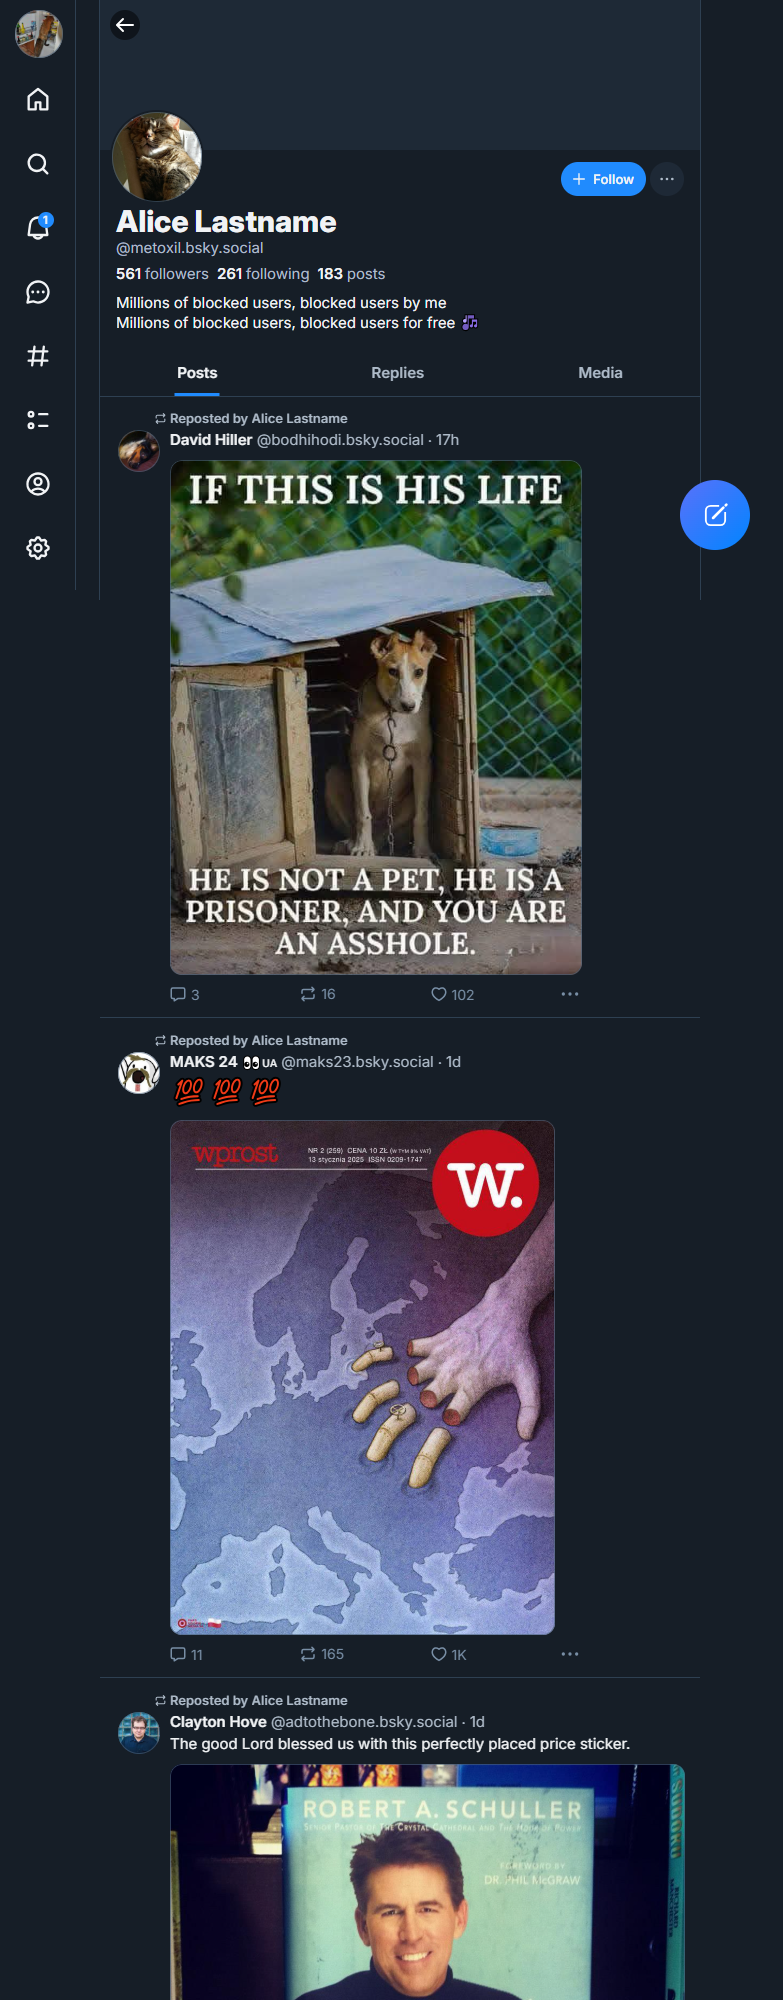 1
Follow
Alice Lastname
@metoxil.bsky.social
561 followers 261 following 183 posts
Millions of blocked users, blocked users by me
Millions of blocked users, blocked users for free
Posts Replies Media
Reposted by Alice Lastname
David Hiller @bodhihodi.bsky.social · 17h
IF THIS IS HIS LIFE
HE IS NOT A PET, HE IS A
PRISONER, AND YOU ARE
AN ASSHOLE.
3 16 102
Reposted by Alice Lastname
MAKS 24 👀 UA @maks23.bsky.social · 1d
💯 💯 💯
wprost
NR 2 (259) CENA 10 ZŁ (W TYM 8% VAT)
13 stycznia 2025 ISSN 0209-1747
W.
11 165 1K
Reposted by Alice Lastname
Clayton Hove @adtothebone.bsky.social · 1d
The good Lord blessed us with this perfectly placed price sticker.
ROBERT A. SCHULLER
SENIOR PASTOR OF THE CRYSTAL CATHEDRAL AND THE HOUR OF POWER
FOREWORD BY
DR. PHIL McGRAW
SUDOKU